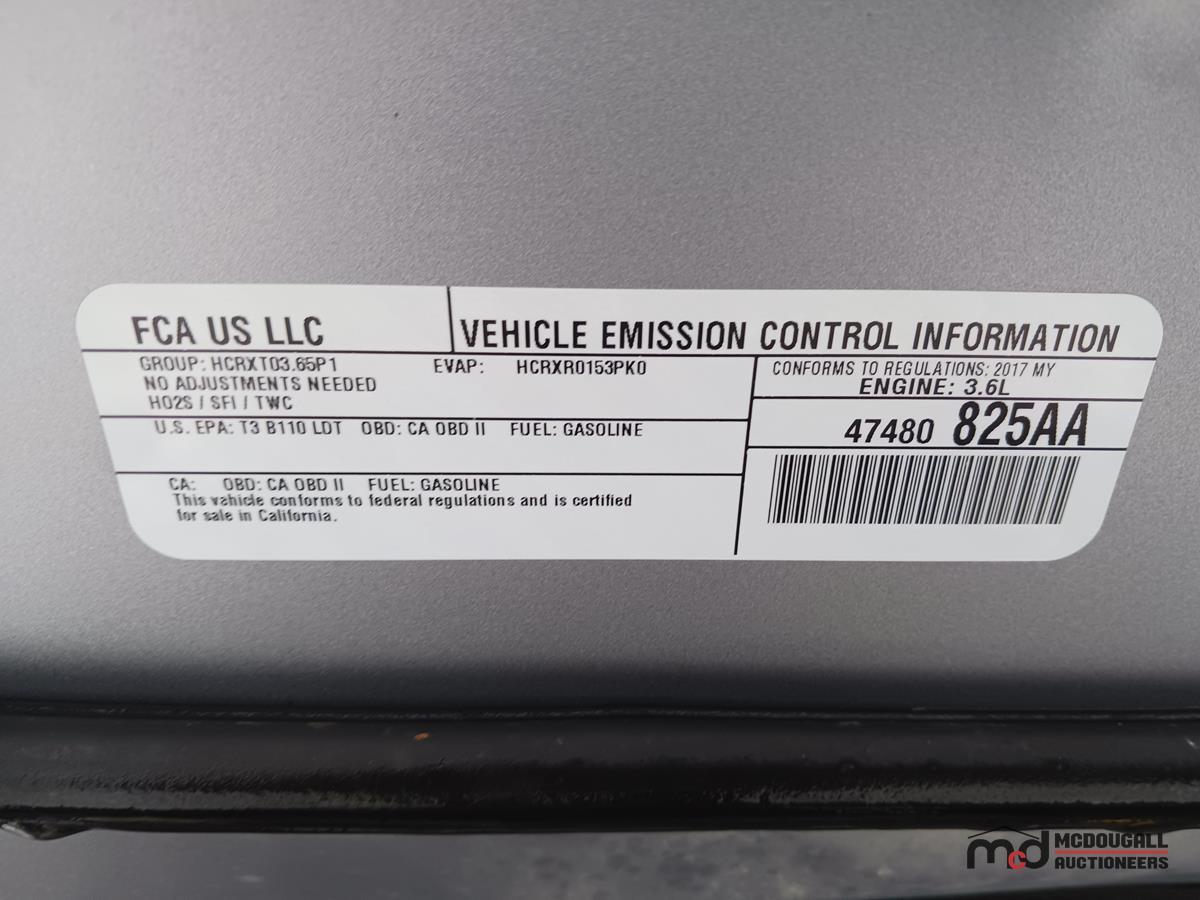 FCA US LLC
VEHICLE EMISSION CONTROL INFORMATION
GROUP: HCRXT03.65P1 EVAP: HCRXR0153PK0
NO ADJUSTMENTS NEEDED
HO2S / SFI / TWC
CONFORMS TO REGULATIONS: 2017 MY
ENGINE: 3.6L
U.S. EPA: T3 B110 LDT OBD: CA OBD II FUEL: GASOLINE
47480 825AA
CA: OBD: CA OBD II FUEL: GASOLINE
This vehicle conforms to federal regulations and is certified
for sale in California.
mcd MCDOUGALL
AUCTIONEERS